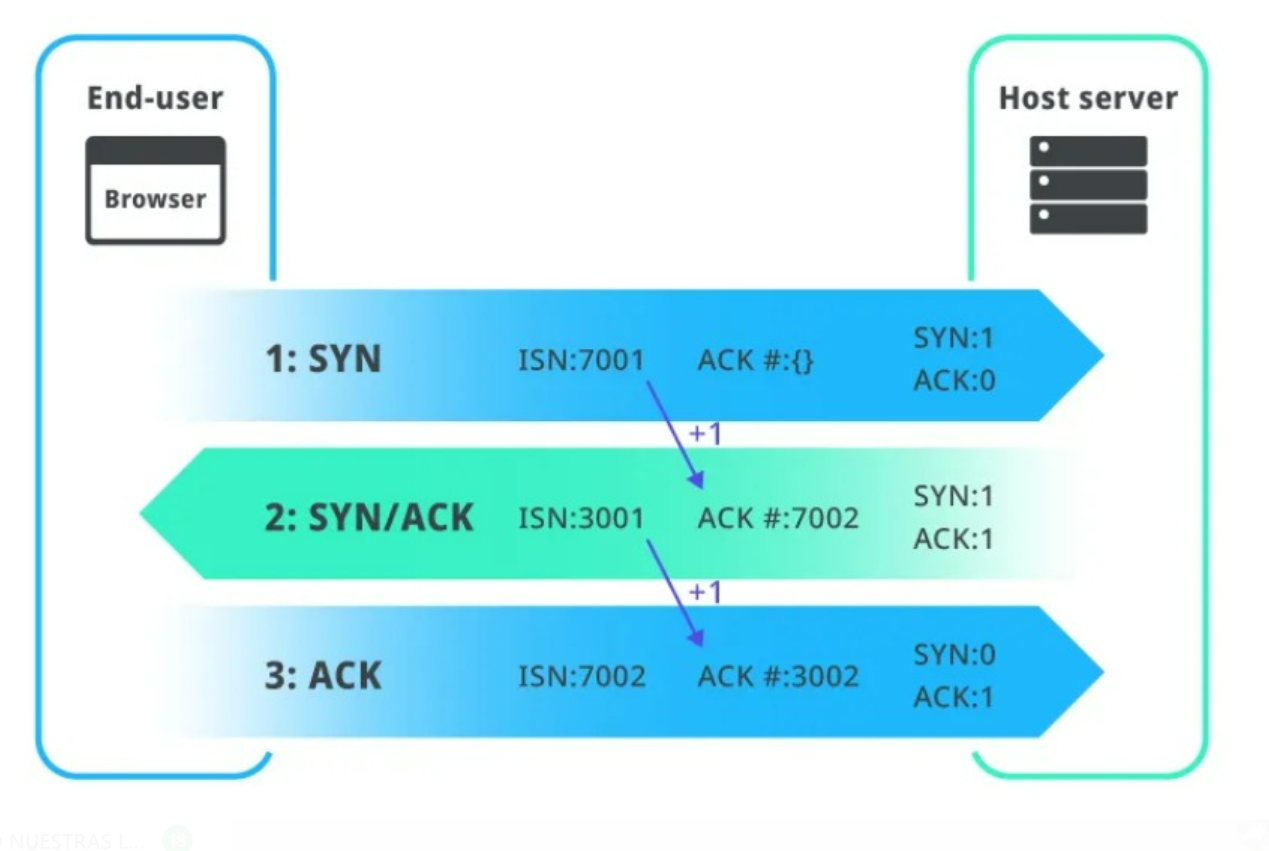 End-user
Host server
Browser
1: SYN
ISN:7001
ACK #:{}
SYN:1
ACK:0
+1
2: SYN/ACK
ISN:3001
ACK #:7002
SYN:1
ACK:1
+1
3: ACK
ISN:7002
ACK #:3002
SYN:0
ACK:1
NUESTRAS L...